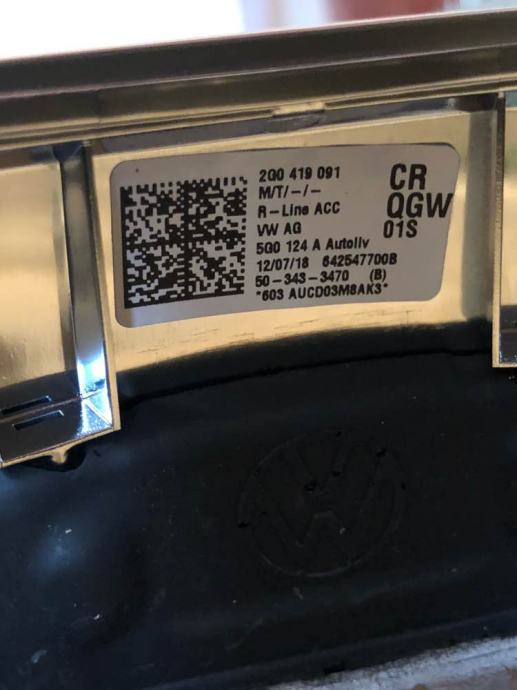 2G0 419 091
M/T/-/-
R-Line ACC
VW AG
5G0 124 A Autoliv
12/07/18 642547700B
50-343-3470 (B)
*603 AUCD03M8AK3*
CR
QGW
01S